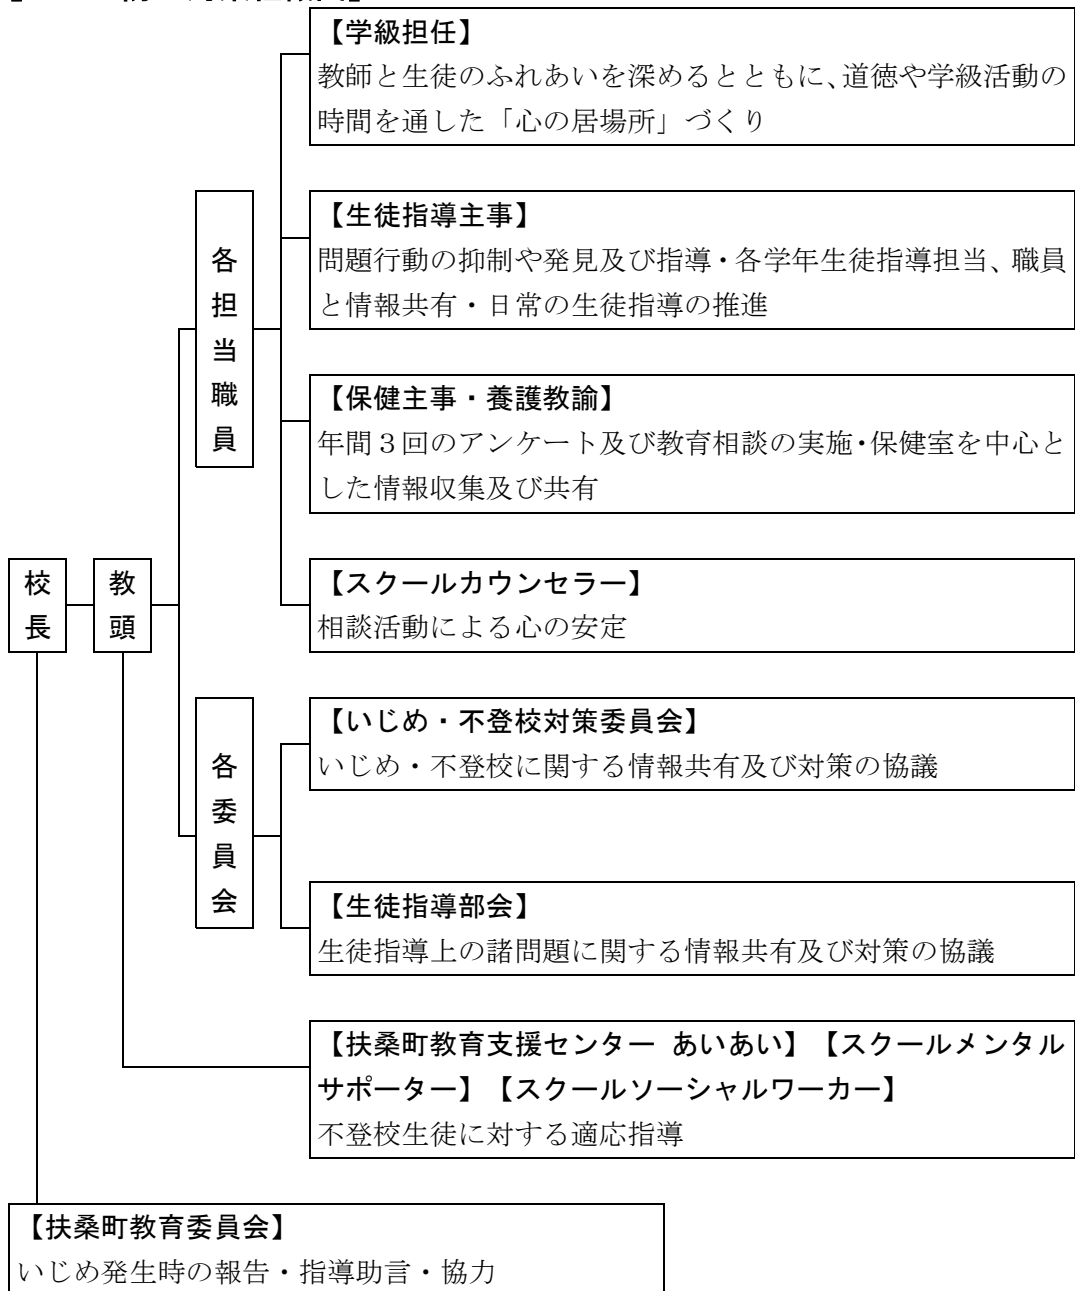 【学級担任】
教師と生徒のふれあいを深めるとともに、道徳や学級活動の
時間を通した「心の居場所」づくり
各担当職員
【生徒指導主事】
問題行動の抑制や発見及び指導・各学年生徒指導担当、職員
と情報共有・日常の生徒指導の推進
【保健主事・養護教諭】
年間3回のアンケート及び教育相談の実施・保健室を中心と
した情報収集及び共有
校長
教頭
【スクールカウンセラー】
相談活動による心の安定
各委員会
【いじめ・不登校対策委員会】
いじめ・不登校に関する情報共有及び対策の協議
【生徒指導部会】
生徒指導上の諸問題に関する情報共有及び対策の協議
【扶桑町教育支援センター あいあい】【スクールメンタル
サポーター】【スクールソーシャルワーカー】
不登校生徒に対する適応指導
【扶桑町教育委員会】
いじめ発生時の報告・指導助言・協力